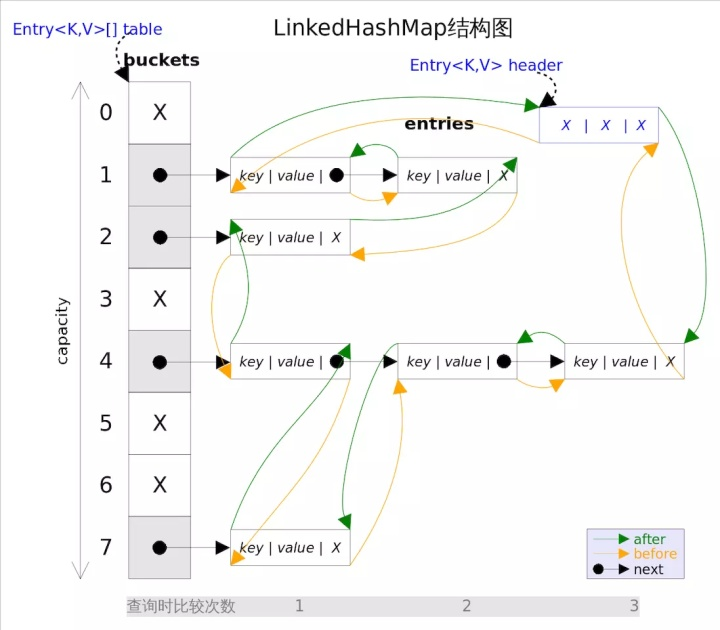 LinkedHashMap结构图
Entry<K,V>[] table
buckets
Entry<K,V> header
entries
0 X X | X | X
1 key | value | key | value | X
2 key | value | X
3 X
capacity
4 key | value | key | value | key | value | X
5 X
6 X
7 key | value | X
after
before
next
查询时比较次数 1 2 3